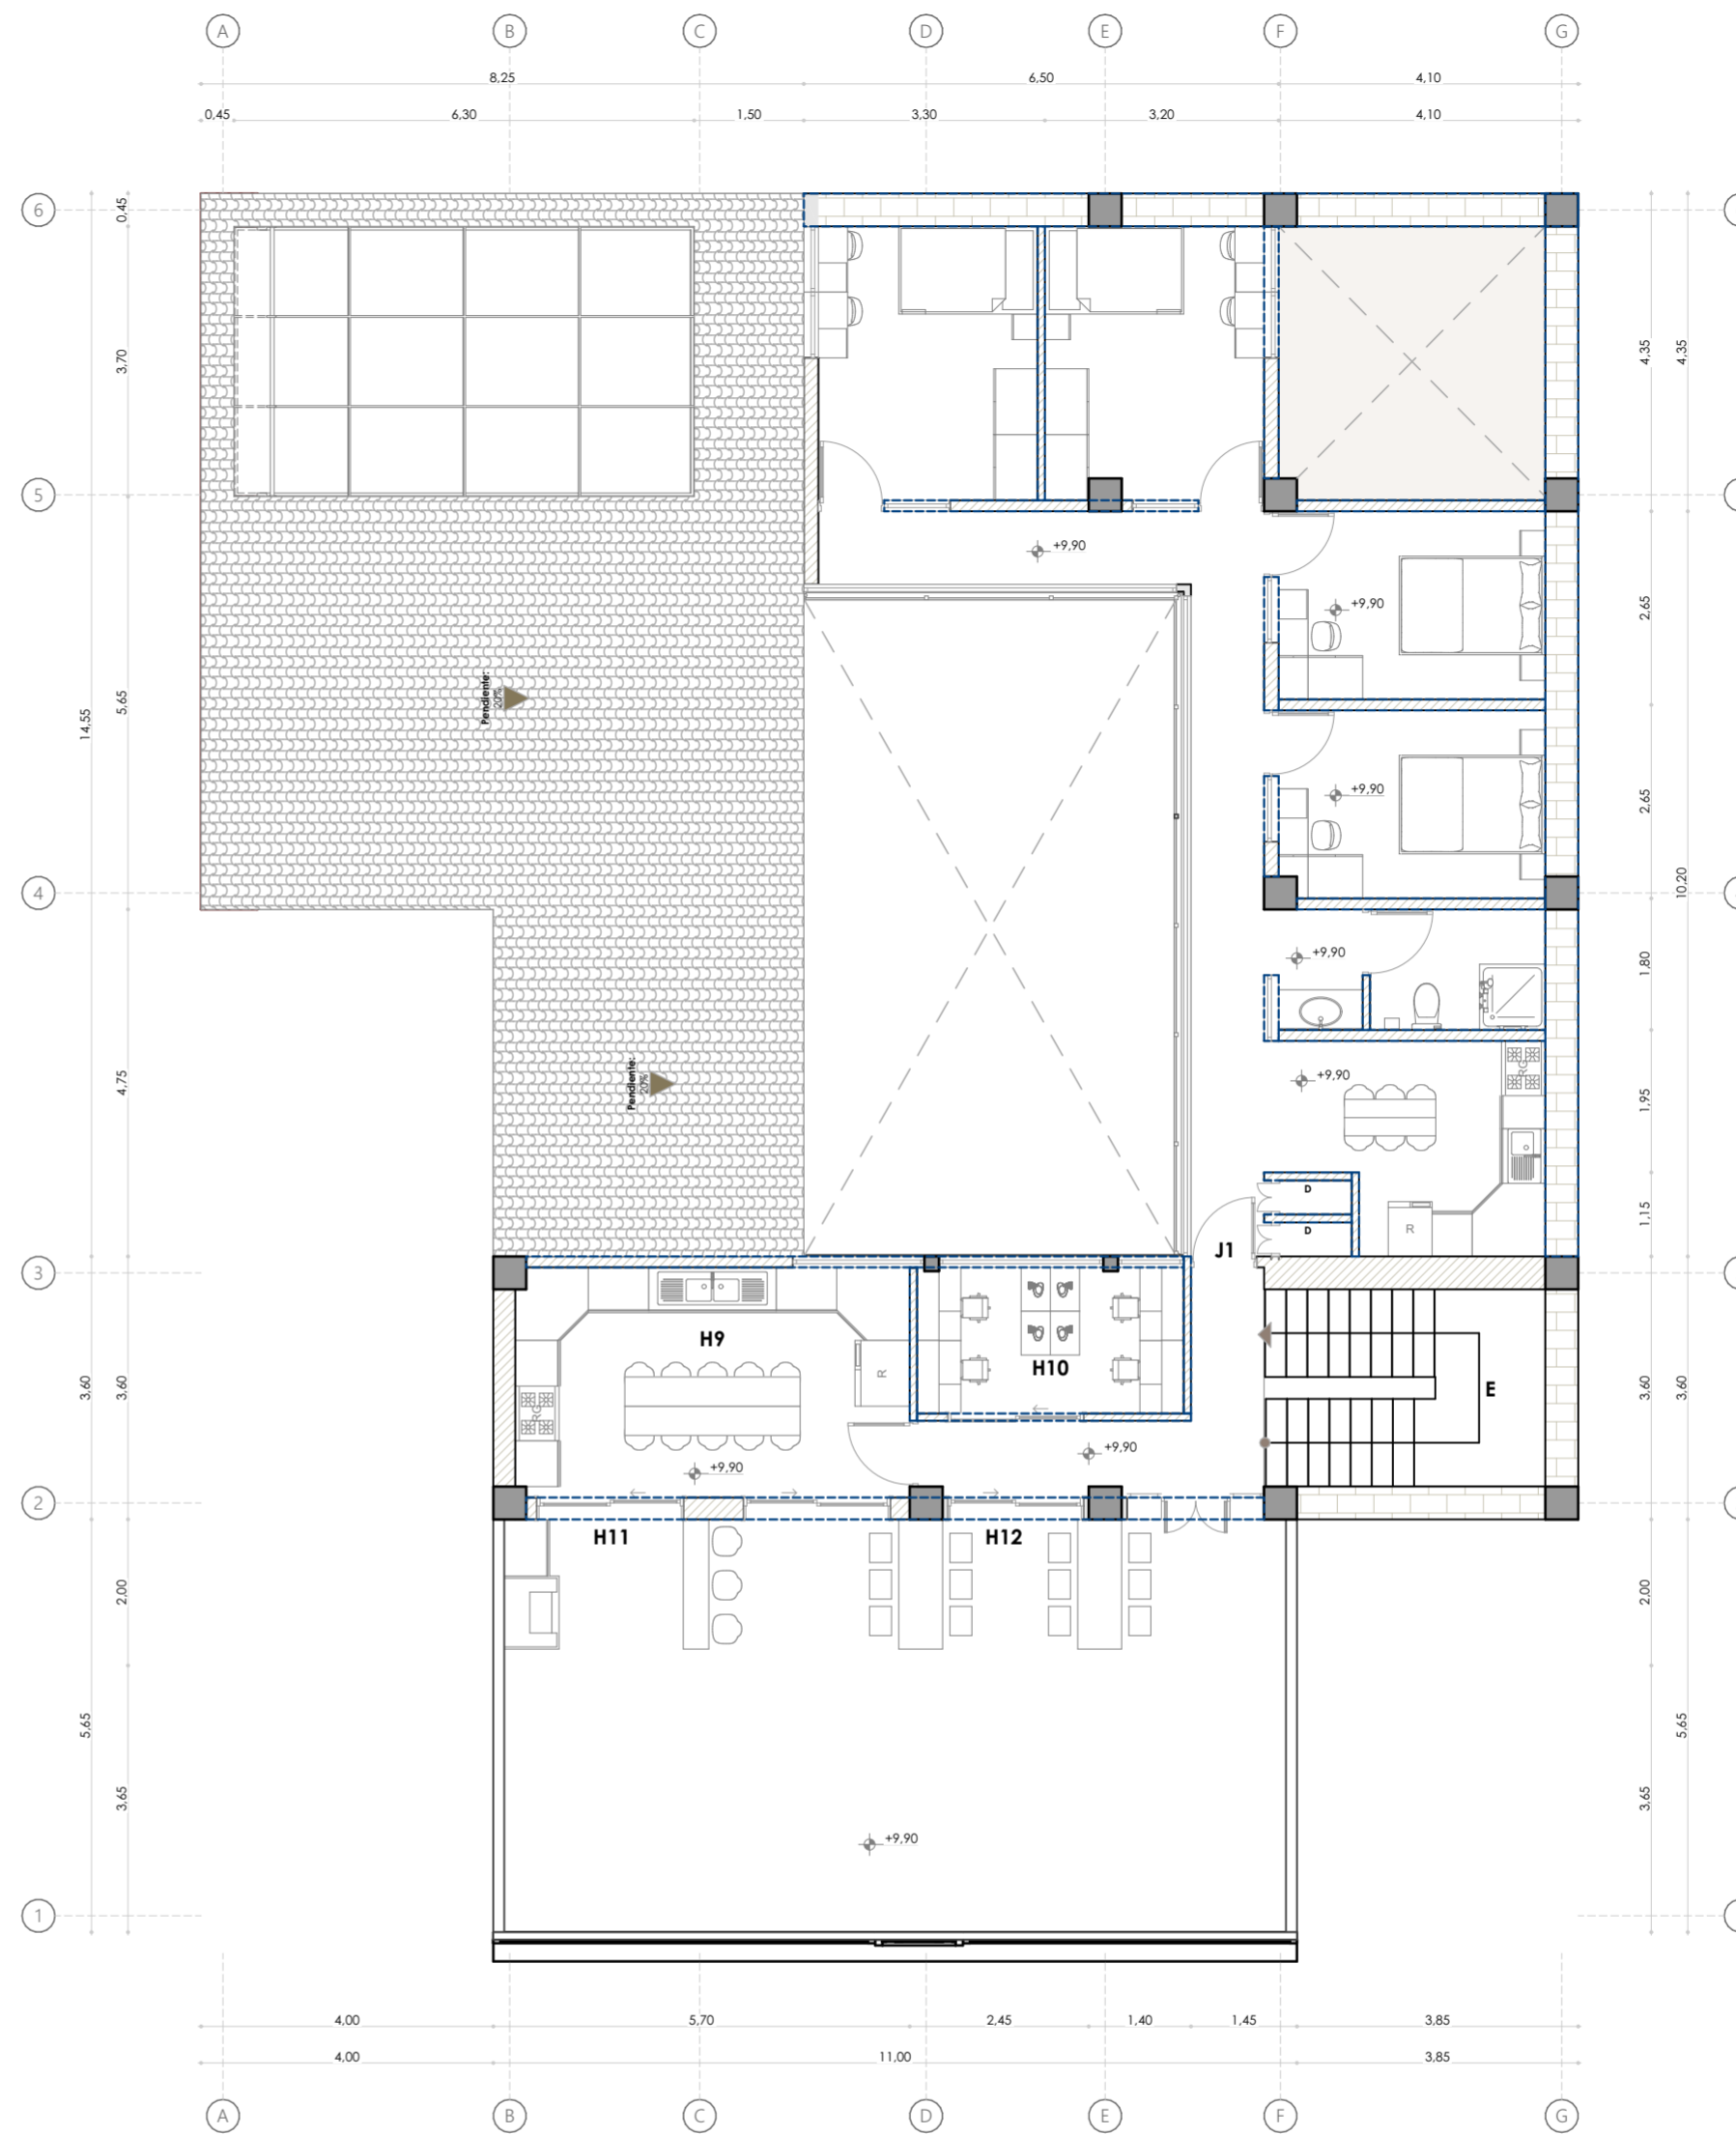 A B C D E F G
8,25 6,50 4,10
0,45 6,30 1,50 3,30 3,20 4,10
6
0,45
3,70 4,35 4,35
5
+9,90
+9,90
2,65
Pendiente:
20%
14,55
5,65
+9,90
2,65
4
10,20
+9,90
1,80
Pendiente:
20%
4,75
+9,90
RG
1,95
D
D
R
1,15
J1
3
H9
H10
R
E
RG
3,60 3,60 3,60 3,60
+9,90
+9,90
2
H11 H12
2,00 2,00
5,65 5,65
3,65 3,65
+9,90
1
4,00 5,70 2,45 1,40 1,45 3,85
4,00 11,00 3,85
A B C D E F G